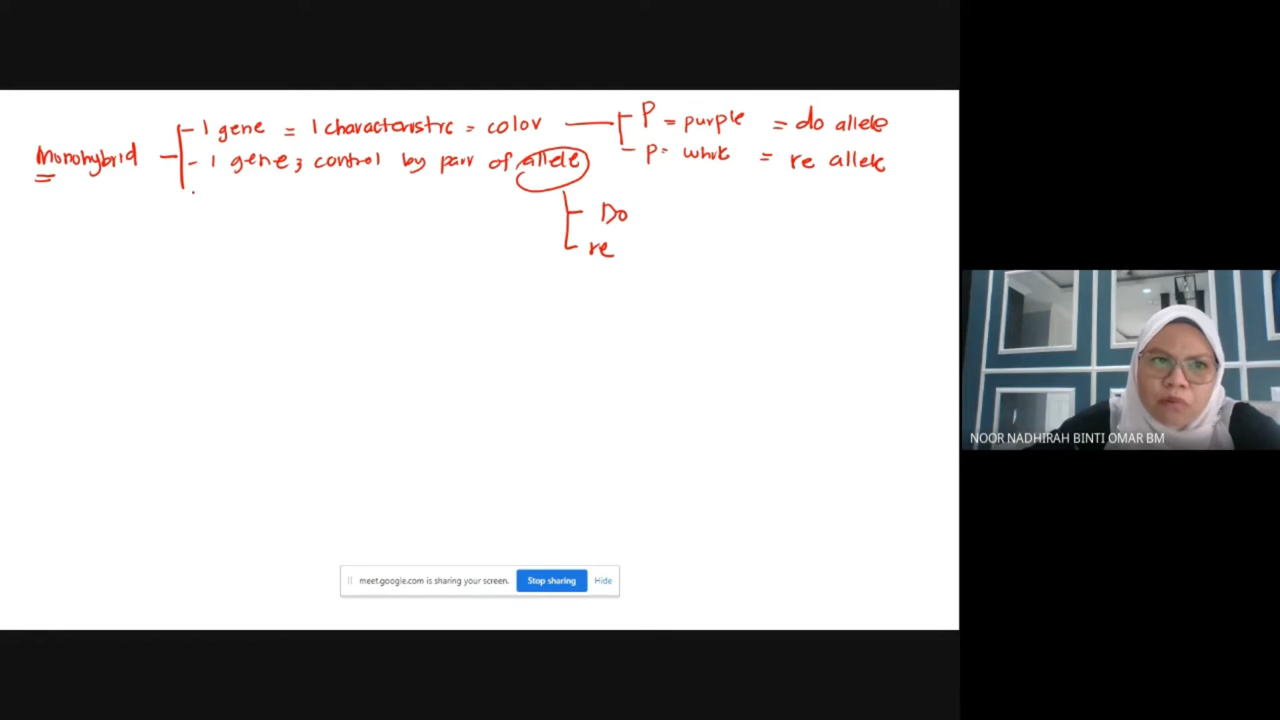 - 1 gene = 1 characteristic = color — P = purple = do allele
Monohybrid - 1 gene; control by pair of allele - p = white = re allele
- Do
- re
meet.google.com is sharing your screen. Stop sharing Hide
NOOR NADHIRAH BINTI OMAR BM